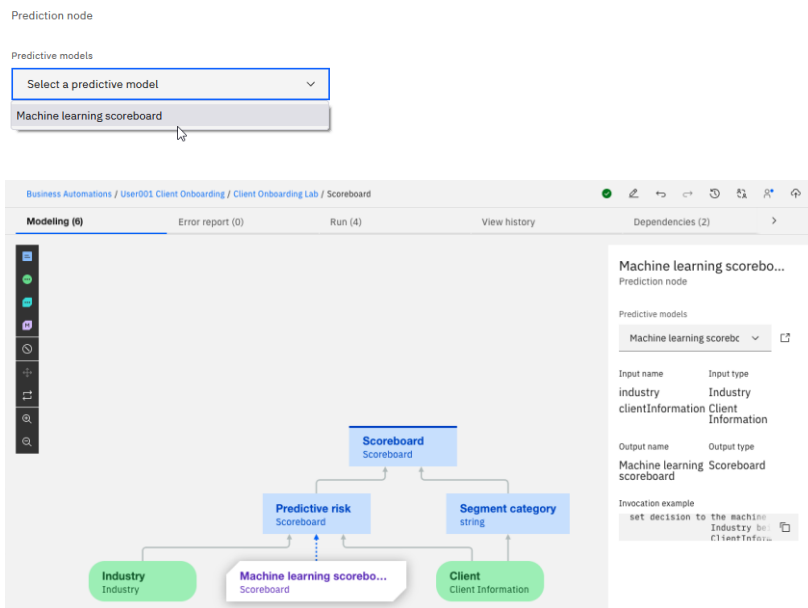 Prediction node
Predictive models
Select a predictive model
Machine learning scoreboard
Business Automations / User001 Client Onboarding / Client Onboarding Lab / Scoreboard
Modeling (6)
Error report (0)
Run (4)
View history
Dependencies (2)
Machine learning scorebo...
Prediction node
Predictive models
Machine learning scorebc
Input name Input type
industry Industry
clientInformation Client
Information
Output name Output type
Machine learning Scoreboard
scoreboard
Invocation example
set decision to the machine
Industry be
ClientInform
Scoreboard
Scoreboard
Predictive risk
Scoreboard
Segment category
string
Industry
Industry
Machine learning scorebo...
Scoreboard
Client
Client Information